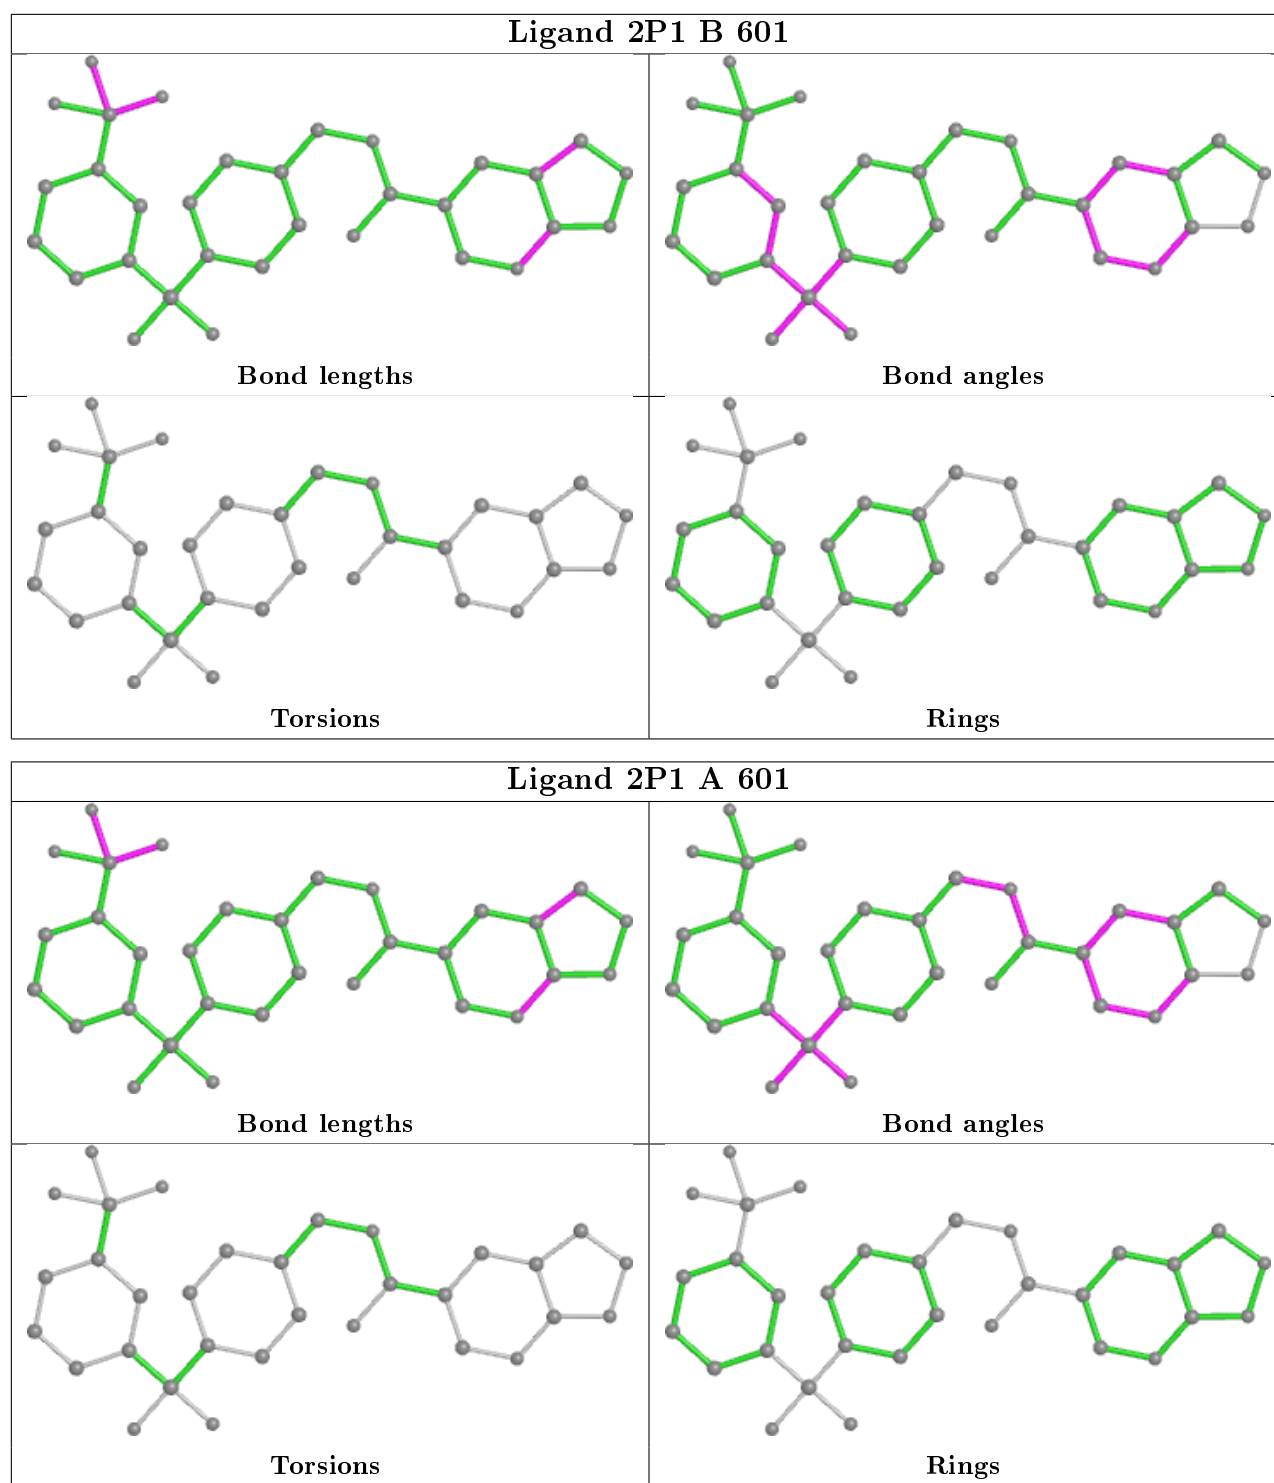 Ligand 2P1 B 601
Bond lengths
Bond angles
Torsions
Rings
Ligand 2P1 A 601
Bond lengths
Bond angles
Torsions
Rings